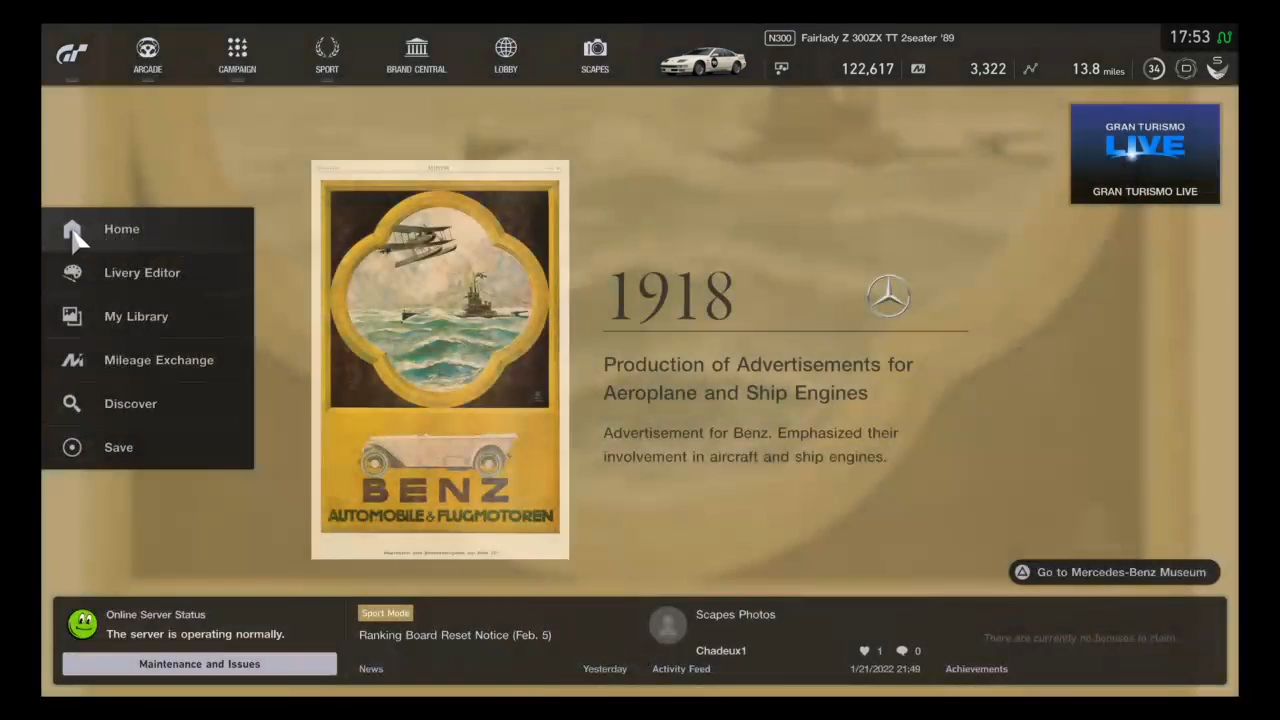 GT
ARCADE
CAMPAIGN
SPORT
BRAND CENTRAL
LOBBY
SCAPES
N300 Fairlady Z 300ZX TT 2seater '89
122,617
3,322
13.8 miles
34
S
17:53
GRAN TURISMO
LIVE
GRAN TURISMO LIVE
Home
Livery Editor
My Library
Mileage Exchange
Discover
Save
BENZ
AUTOMOBILE & FLUGMOTOREN
1918
Production of Advertisements for
Aeroplane and Ship Engines
Advertisement for Benz. Emphasized their
involvement in aircraft and ship engines.
Go to Mercedes-Benz Museum
Online Server Status
The server is operating normally.
Maintenance and Issues
Sport Mode
Ranking Board Reset Notice (Feb. 5)
News
Yesterday
Scapes Photos
Chadeux1
1
0
Activity Feed
1/21/2022 21:49
There are currently no bonuses to claim.
Achievements